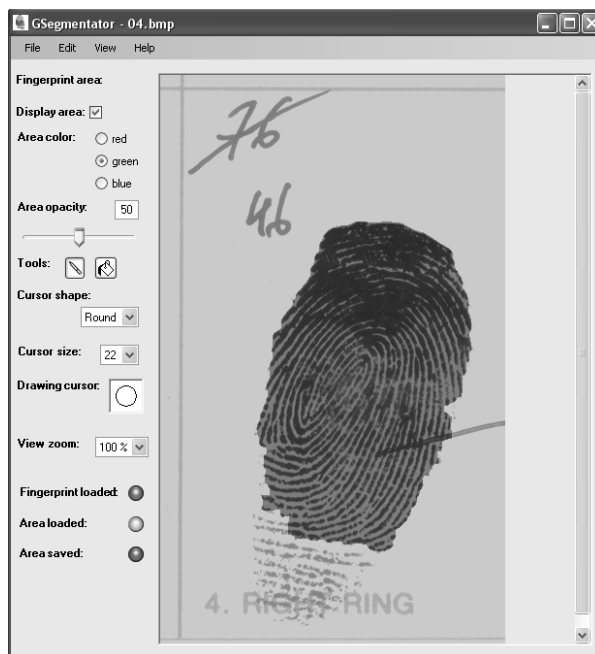 GSegmentator - 04.bmp
File Edit View Help
Fingerprint area:
Display area:
Area color: red
green
blue
Area opacity: 50
Tools:
Cursor shape:
Round
Cursor size: 22
Drawing cursor:
View zoom: 100 %
Fingerprint loaded:
Area loaded:
Area saved:
76
46
4. RIGHT RING